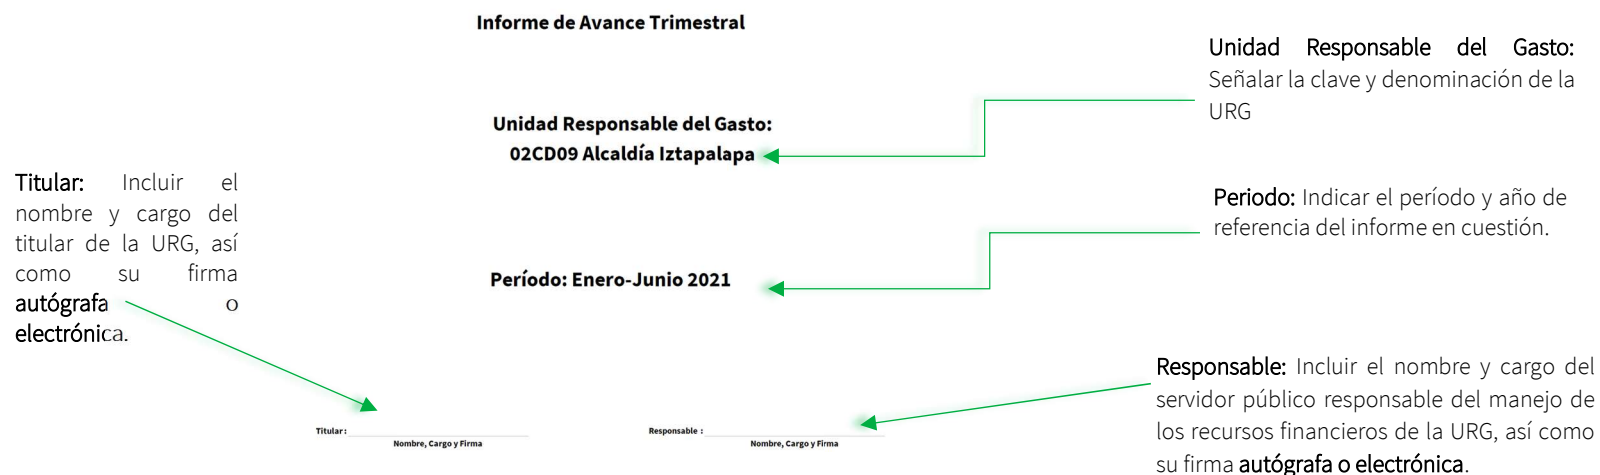 Informe de Avance Trimestral
Unidad Responsable del Gasto:
Señalar la clave y denominación de la
URG
Unidad Responsable del Gasto:
02CD09 Alcaldía Iztapalapa
Titular: Incluir el
nombre y cargo del
titular de la URG, así
como su firma
autógrafa o
electrónica.
Periodo: Indicar el período y año de
referencia del informe en cuestión.
Período: Enero-Junio 2021
Responsable: Incluir el nombre y cargo del
servidor público responsable del manejo de
los recursos financieros de la URG, así como
su firma autógrafa o electrónica.
Titular:
Nombre, Cargo y Firma
Responsable :
Nombre, Cargo y Firma